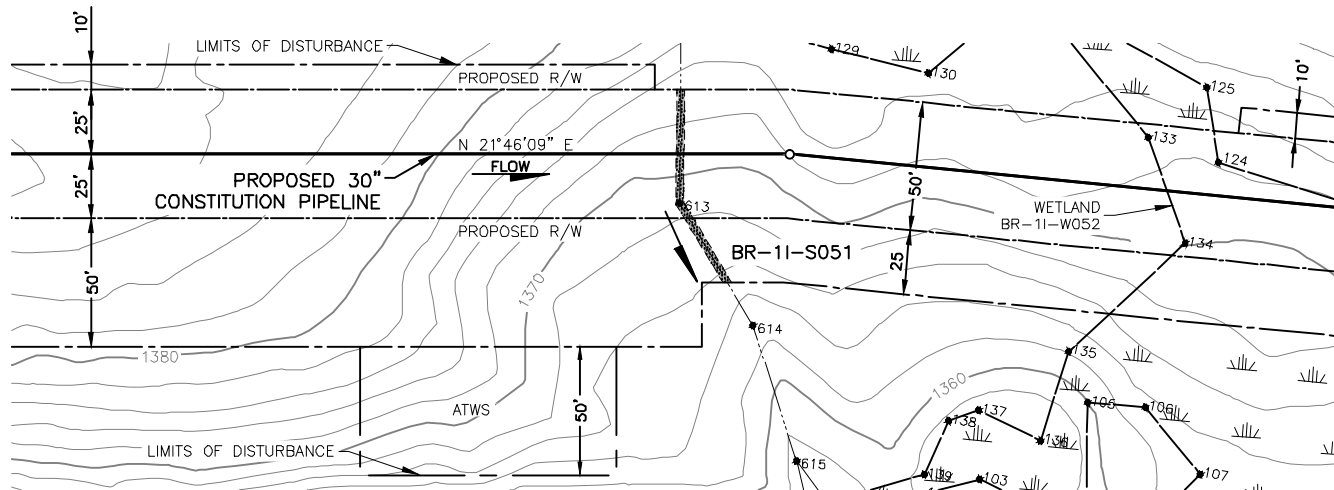 10'
LIMITS OF DISTURBANCE
PROPOSED R/W
25'
N 21°46'09" E
FLOW
PROPOSED 30"
CONSTITUTION PIPELINE
25'
PROPOSED R/W
50'
1380
1370
613
BR-1I-S051
614
615
ATWS
50'
LIMITS OF DISTURBANCE
129
130
125
10'
133
124
50'
WETLAND
BR-1I-W052
134
25'
135
1360
105
106
137
138
136
139
103
107